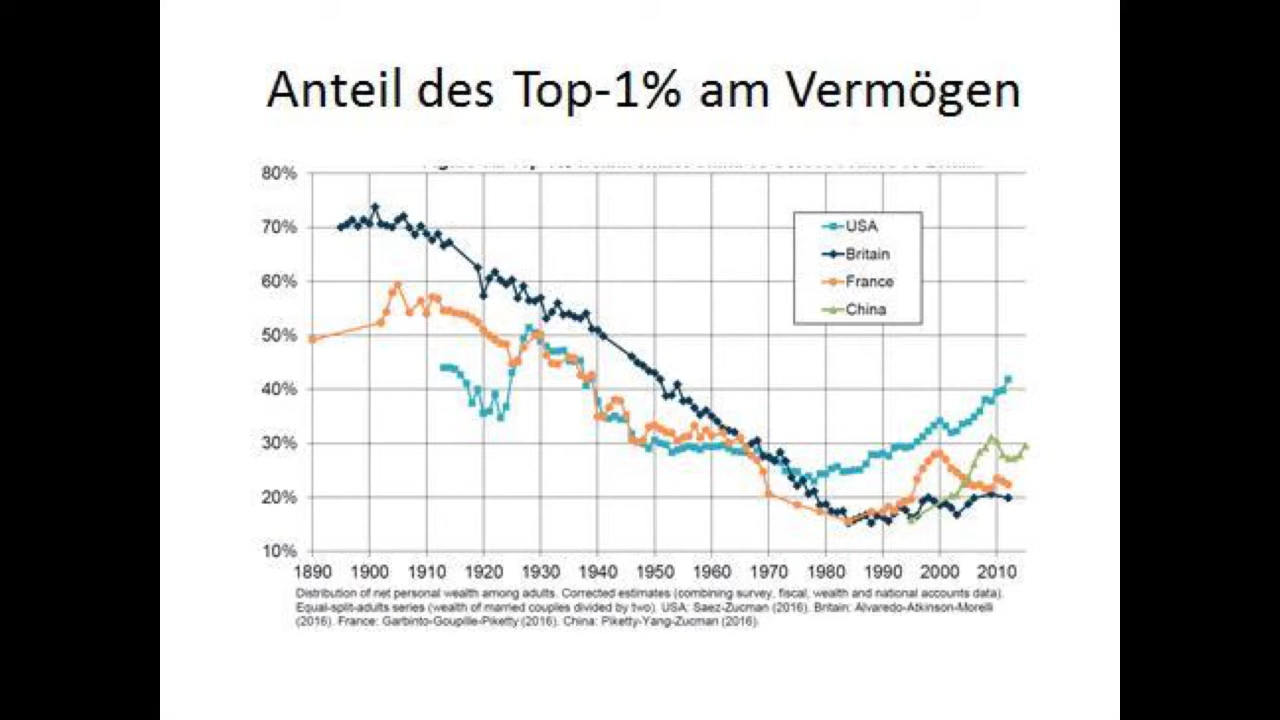 Anteil des Top-1% am Vermögen
80%
70%
60%
50%
40%
30%
20%
10%
USA
Britain
France
China
1890 1900 1910 1920 1930 1940 1950 1960 1970 1980 1990 2000 2010
Distribution of net personal wealth among adults. Corrected estimates (combining survey, fiscal, wealth and national accounts data).
Equal-split-adults series (wealth of married couples divided by two). USA: Saez-Zucman (2016). Britain: Alvaredo-Atkinson-Morelli
(2016). France: Garbinto-Goupille-Piketty (2016). China: Piketty-Yang-Zucman (2016).